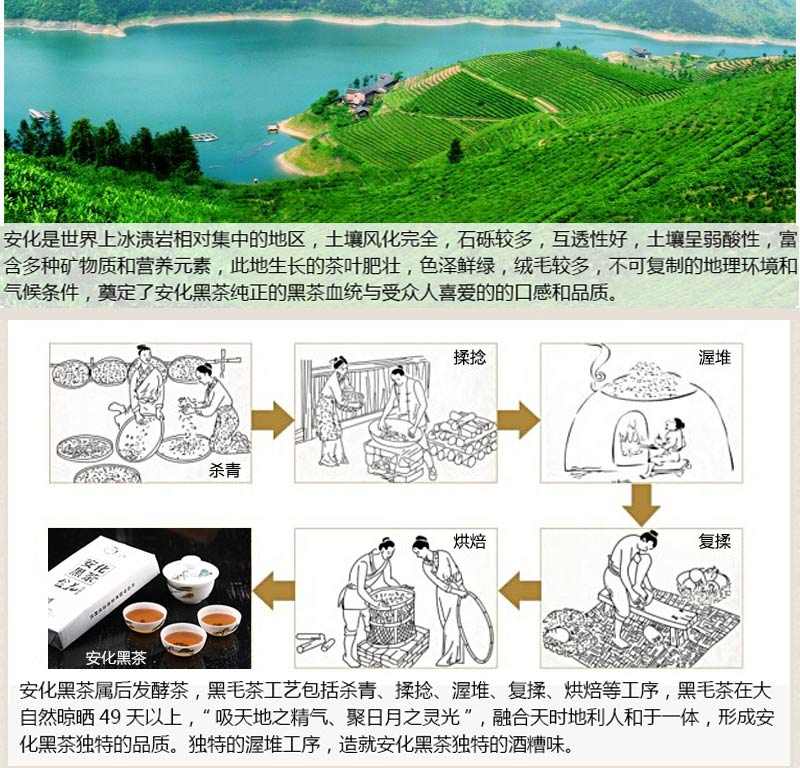 安化是世界上冰渍岩相对集中的地区，土壤风化完全，石砾较多，互透性好，土壤呈弱酸性，富
含多种矿物质和营养元素，此地生长的茶叶肥壮，色泽鲜绿，绒毛较多，不可复制的地理环境和
气候条件，奠定了安化黑茶纯正的黑茶血统与受众人喜爱的的口感和品质。
杀青
揉捻
渥堆
复揉
烘焙
安化
黑茶
安化黑茶
安化黑茶属后发酵茶，黑毛茶工艺包括杀青、揉捻、渥堆、复揉、烘焙等工序，黑毛茶在大
自然晾晒 49 天以上，“ 吸天地之精气、聚日月之灵光 ”，融合天时地利人和于一体，形成安
化黑茶独特的品质。独特的渥堆工序，造就安化黑茶独特的酒糟味。